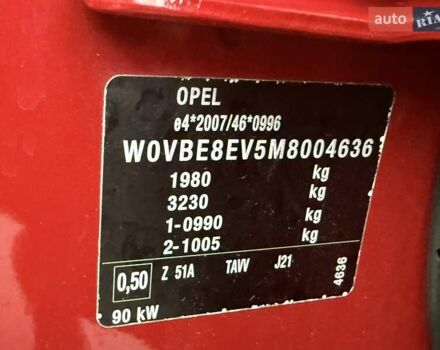 AUTO
RIA
OPEL
e4*2007/46*0996
W0VBE8EV5M8004636
1980 kg
3230 kg
1-0990 kg
2-1005 kg
0,50 Z 51A TAVV J21
4636
90 kW